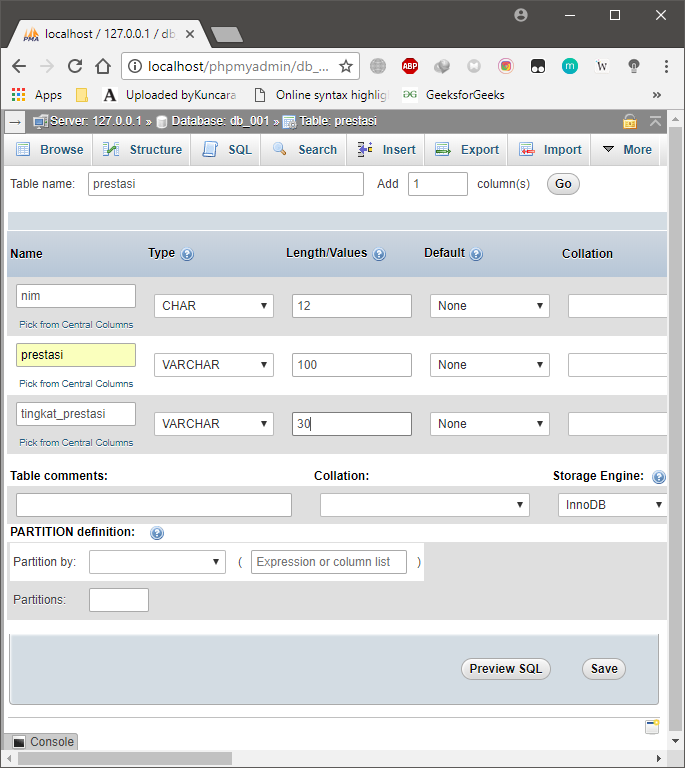 PMA localhost / 127.0.0.1 / db
localhost/phpmyadmin/db_...
ABP m W
Apps A Uploaded byKuncara Online syntax highlig GeeksforGeeks »
Server: 127.0.0.1 » Database: db_001 » Table: prestasi
Browse Structure SQL Search Insert Export Import More
Table name: prestasi Add 1 column(s) Go
Name Type Length/Values Default Collation
nim CHAR 12 None
Pick from Central Columns
prestasi VARCHAR 100 None
Pick from Central Columns
tingkat_prestasi VARCHAR 30 None
Pick from Central Columns
Table comments: Collation: Storage Engine:
InnoDB
PARTITION definition:
Partition by: ( Expression or column list )
Partitions:
Preview SQL Save
Console